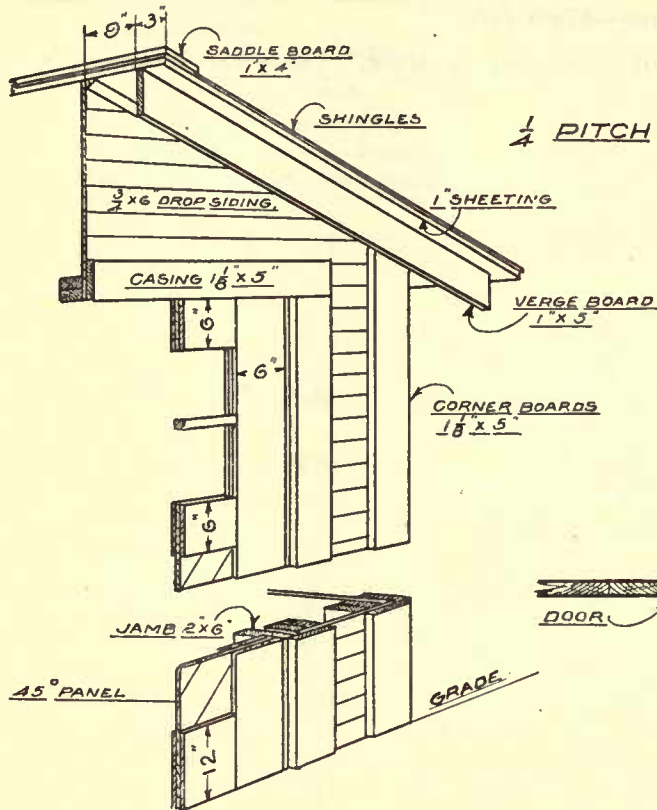 9" 3"
SADDLE BOARD
1"X 4"
SHINGLES
1/4 PITCH
3/4 X 6" DROP SIDING.
1" SHEETING
CASING 1 1/8" X 5"
VERGE BOARD
1" X 5"
6"
6"
CORNER BOARDS
1 1/8" X 5"
6"
JAMB 2"X6"
DOOR
45° PANEL
GRADE
12"